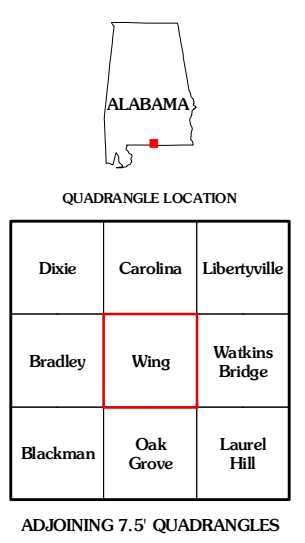 ALABAMA
QUADRANGLE LOCATION
Dixie
Carolina
Libertyville
Bradley
Wing
Watkins
Bridge
Blackman
Oak
Grove
Laurel
Hill
ADJOINING 7.5' QUADRANGLES